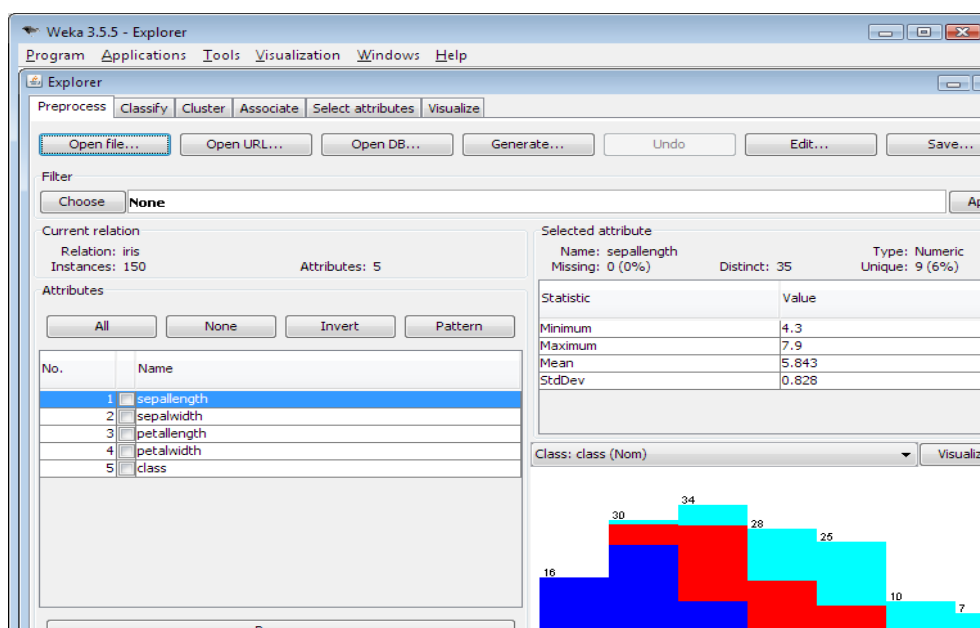 Weka 3.5.5 - Explorer
Program Applications Tools Visualization Windows Help
Explorer
Preprocess Classify Cluster Associate Select attributes Visualize
Open file... Open URL... Open DB... Generate... Undo Edit... Save...
Filter
Choose None
Current relation
Relation: iris
Instances: 150 Attributes: 5
Attributes
All None Invert Pattern
No. Name
1 sepallength
2 sepalwidth
3 petallength
4 petalwidth
5 class
Selected attribute
Name: sepallength Type: Numeric
Missing: 0 (0%) Distinct: 35 Unique: 9 (6%)
Statistic Value
Minimum 4.3
Maximum 7.9
Mean 5.843
StdDev 0.828
Class: class (Nom)
16 30 34 28 25 10 7